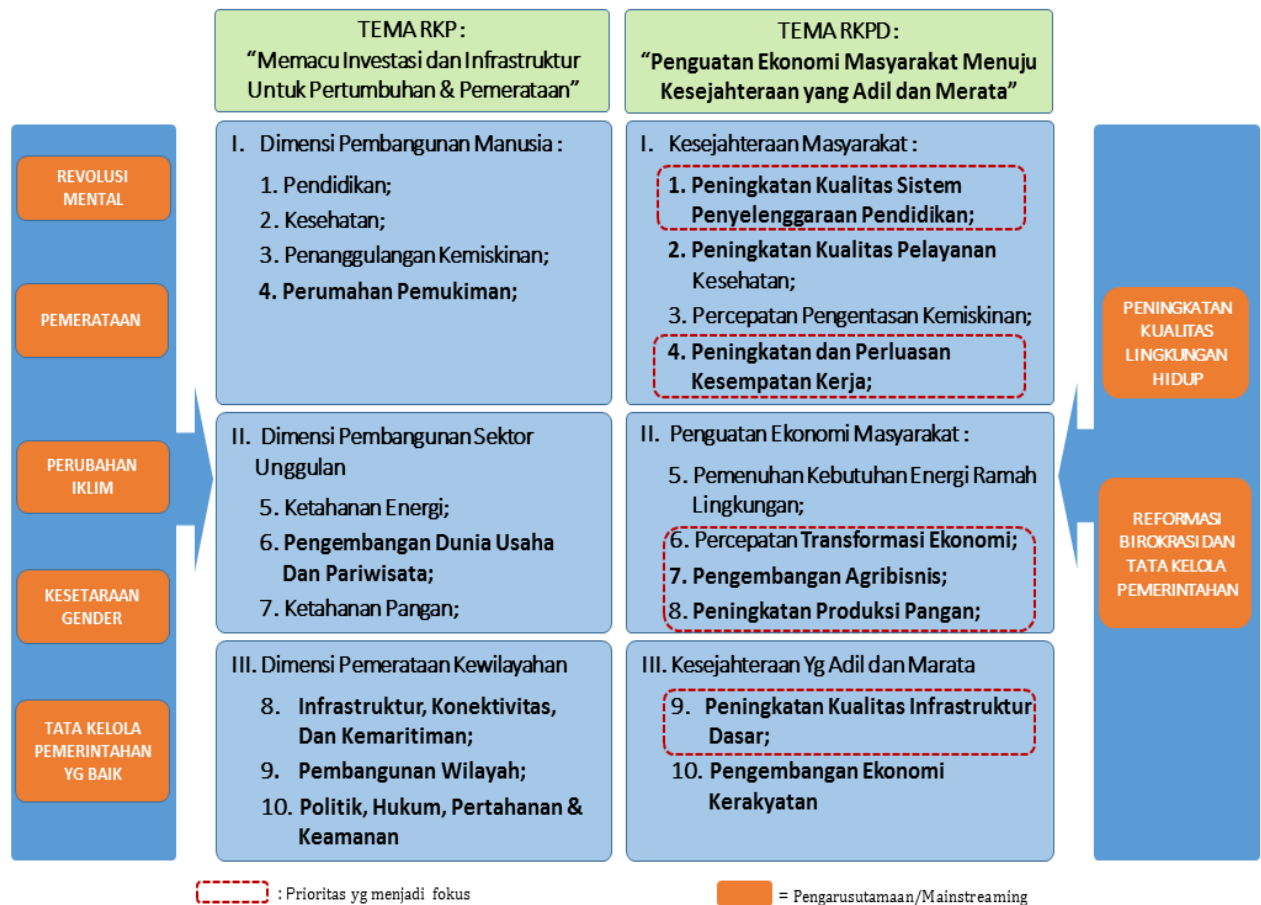 TEMA RKP :
“Memacu Investasi dan Infrastruktur
Untuk Pertumbuhan & Pemerataan”
TEMA RKPD :
“Penguatan Ekonomi Masyarakat Menuju
Kesejahteraan yang Adil dan Merata”
REVOLUSI
MENTAL
PEMERATAAN
PERUBAHAN
IKLIM
KESETARAAN
GENDER
TATA KELOLA
PEMERINTAHAN
YG BAIK
I. Dimensi Pembangunan Manusia :
1. Pendidikan;
2. Kesehatan;
3. Penanggulangan Kemiskinan;
4. Perumahan Pemukiman;
II. Dimensi Pembangunan Sektor
Unggulan
5. Ketahanan Energi;
6. Pengembangan Dunia Usaha
Dan Pariwisata;
7. Ketahanan Pangan;
III. Dimensi Pemerataan Kewilayahan
8. Infrastruktur, Konektivitas,
Dan Kemaritiman;
9. Pembangunan Wilayah;
10. Politik, Hukum, Pertahanan &
Keamanan
I. Kesejahteraan Masyarakat :
1. Peningkatan Kualitas Sistem
Penyelenggaraan Pendidikan;
2. Peningkatan Kualitas Pelayanan
Kesehatan;
3. Percepatan Pengentasan Kemiskinan;
4. Peningkatan dan Perluasan
Kesempatan Kerja;
II. Penguatan Ekonomi Masyarakat :
5. Pemenuhan Kebutuhan Energi Ramah
Lingkungan;
6. Percepatan Transformasi Ekonomi;
7. Pengembangan Agribisnis;
8. Peningkatan Produksi Pangan;
III. Kesejahteraan Yg Adil dan Marata
9. Peningkatan Kualitas Infrastruktur
Dasar;
10. Pengembangan Ekonomi
Kerakyatan
PENINGKATAN
KUALITAS
LINGKUNGAN
HIDUP
REFORMASI
BIROKRASI DAN
TATA KELOLA
PEMERINTAHAN
: Prioritas yg menjadi fokus
= Pengarusutamaan/Mainstreaming